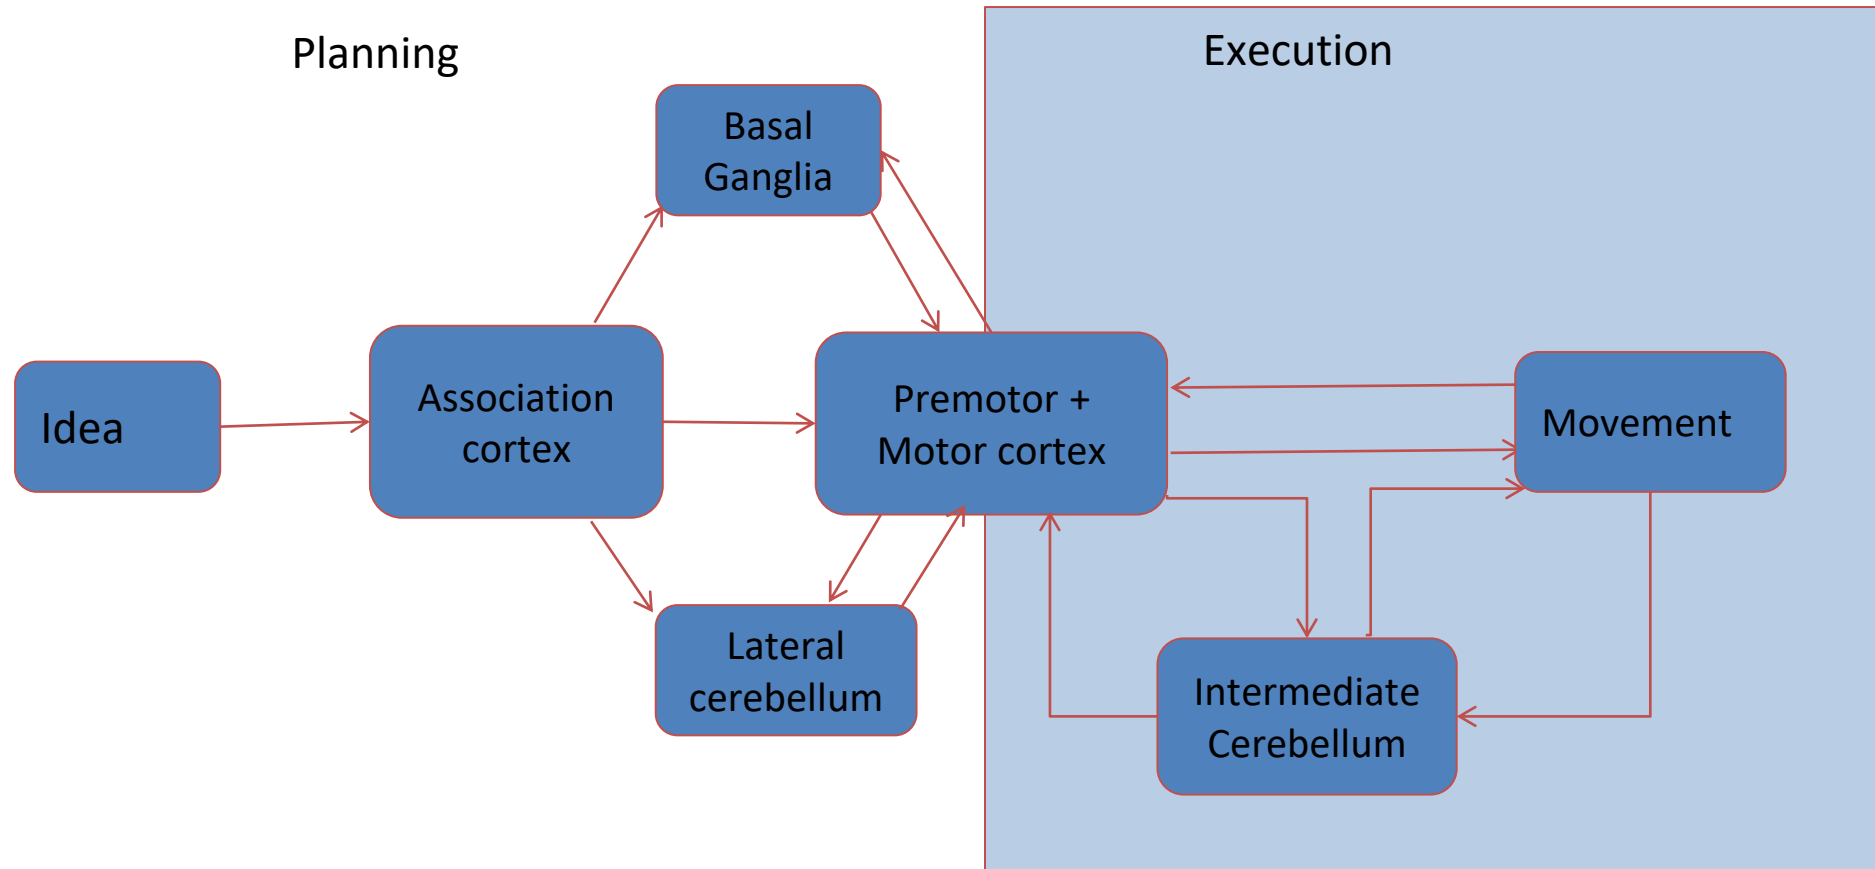 Planning
Execution
Basal
Ganglia
Idea
Association
cortex
Premotor +
Motor cortex
Movement
Lateral
cerebellum
Intermediate
Cerebellum